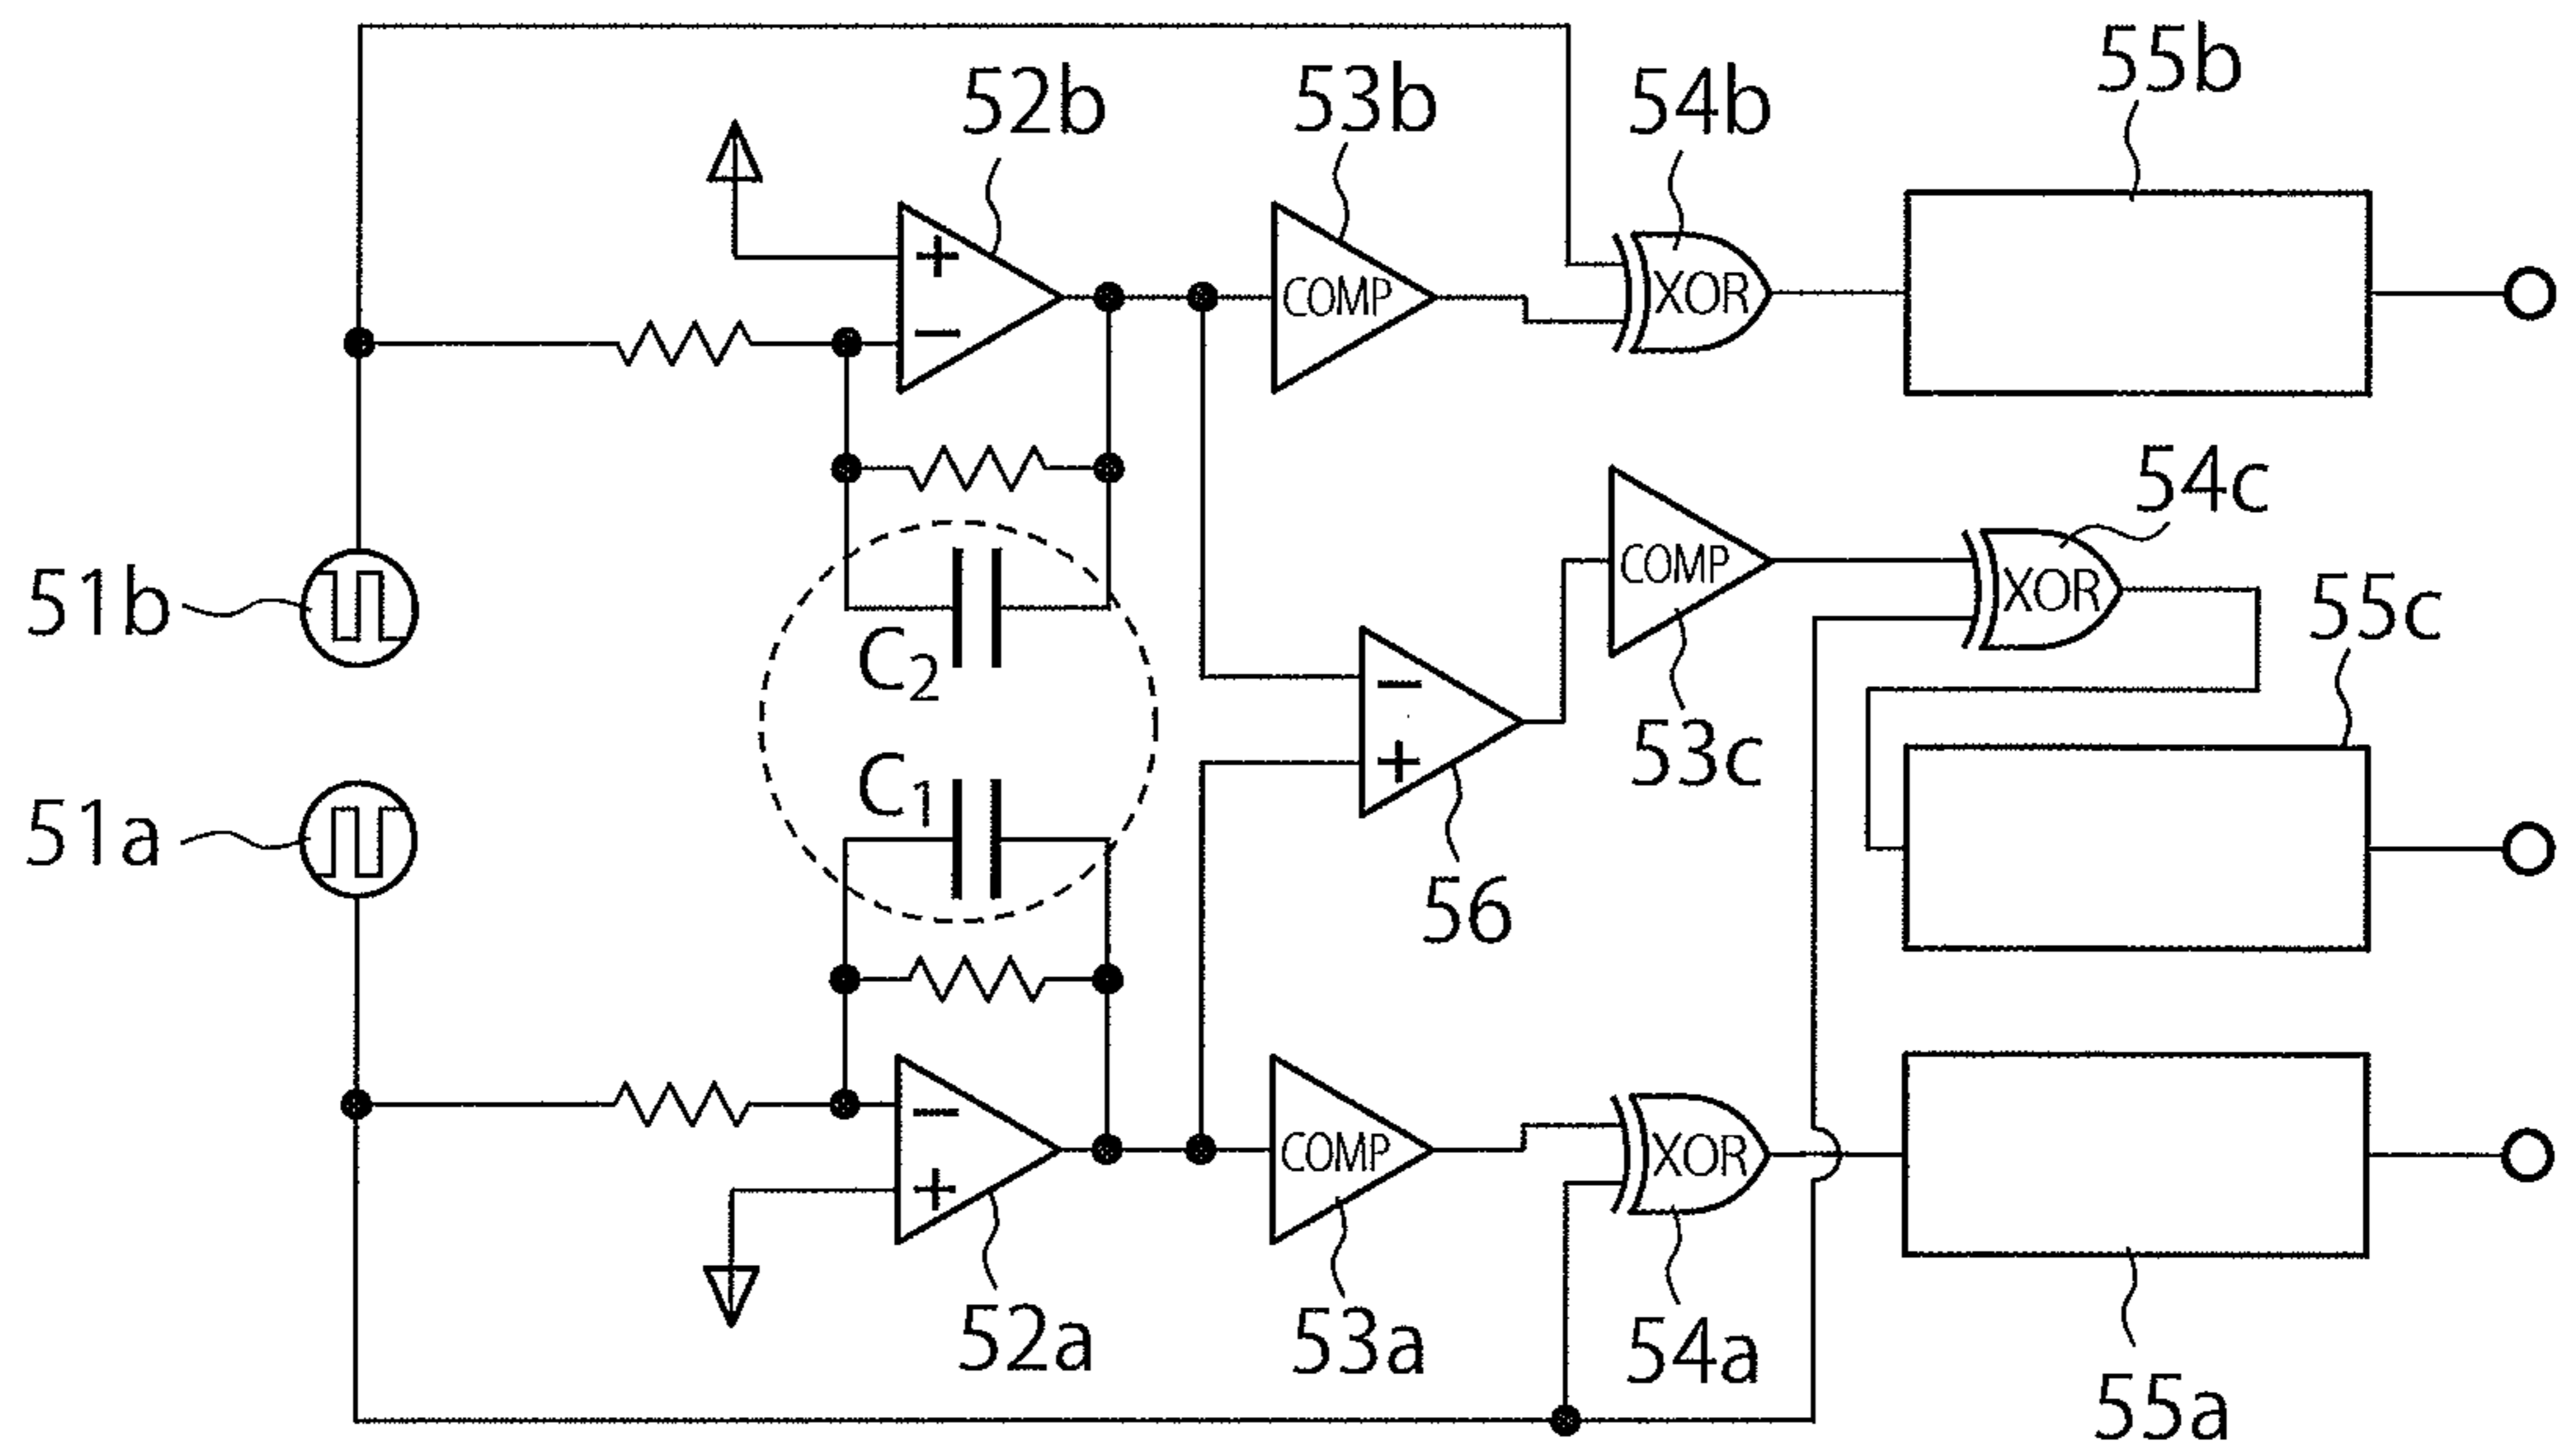 55b
52b
53b
54b
+
XOR
COMP
−
54c
COMP
51b
XOR
55c
C₂
−
C₁
53c
+
51a
56
−
COMP
XOR
+
52a
53a
54a
55a